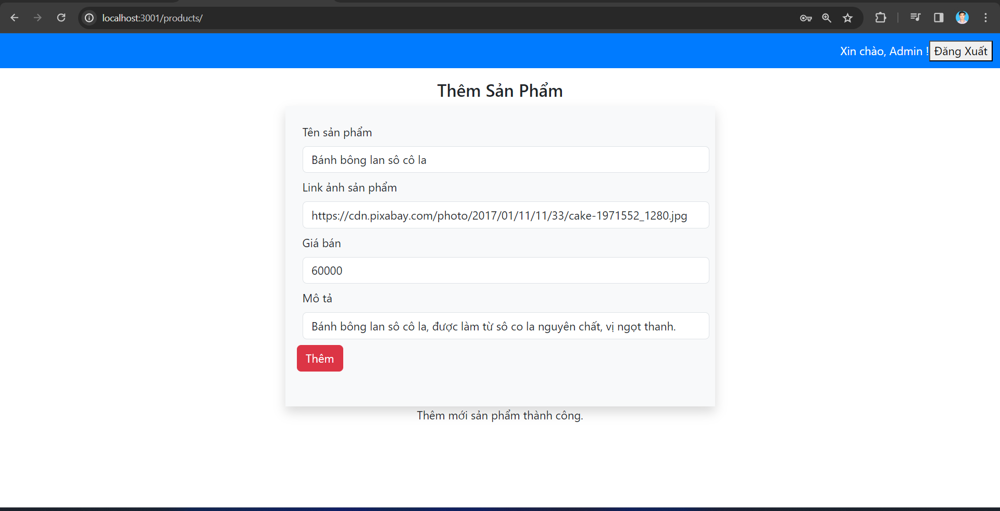 localhost:3001/products/
Xin chào, Admin ! Đăng Xuất
Thêm Sản Phẩm
Tên sản phẩm
Bánh bông lan sô cô la
Link ảnh sản phẩm
https://cdn.pixabay.com/photo/2017/01/11/11/33/cake-1971552_1280.jpg
Giá bán
60000
Mô tả
Bánh bông lan sô cô la, được làm từ sô co la nguyên chất, vị ngọt thanh.
Thêm
Thêm mới sản phẩm thành công.